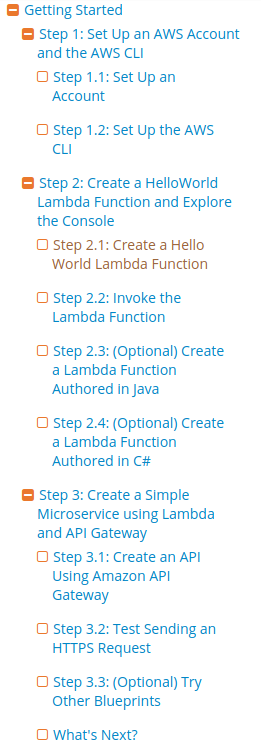 Getting Started
Step 1: Set Up an AWS Account
and the AWS CLI
Step 1.1: Set Up an
Account
Step 1.2: Set Up the AWS
CLI
Step 2: Create a HelloWorld
Lambda Function and Explore
the Console
Step 2.1: Create a Hello
World Lambda Function
Step 2.2: Invoke the
Lambda Function
Step 2.3: (Optional) Create
a Lambda Function
Authored in Java
Step 2.4: (Optional) Create
a Lambda Function
Authored in C#
Step 3: Create a Simple
Microservice using Lambda
and API Gateway
Step 3.1: Create an API
Using Amazon API
Gateway
Step 3.2: Test Sending an
HTTPS Request
Step 3.3: (Optional) Try
Other Blueprints
What's Next?